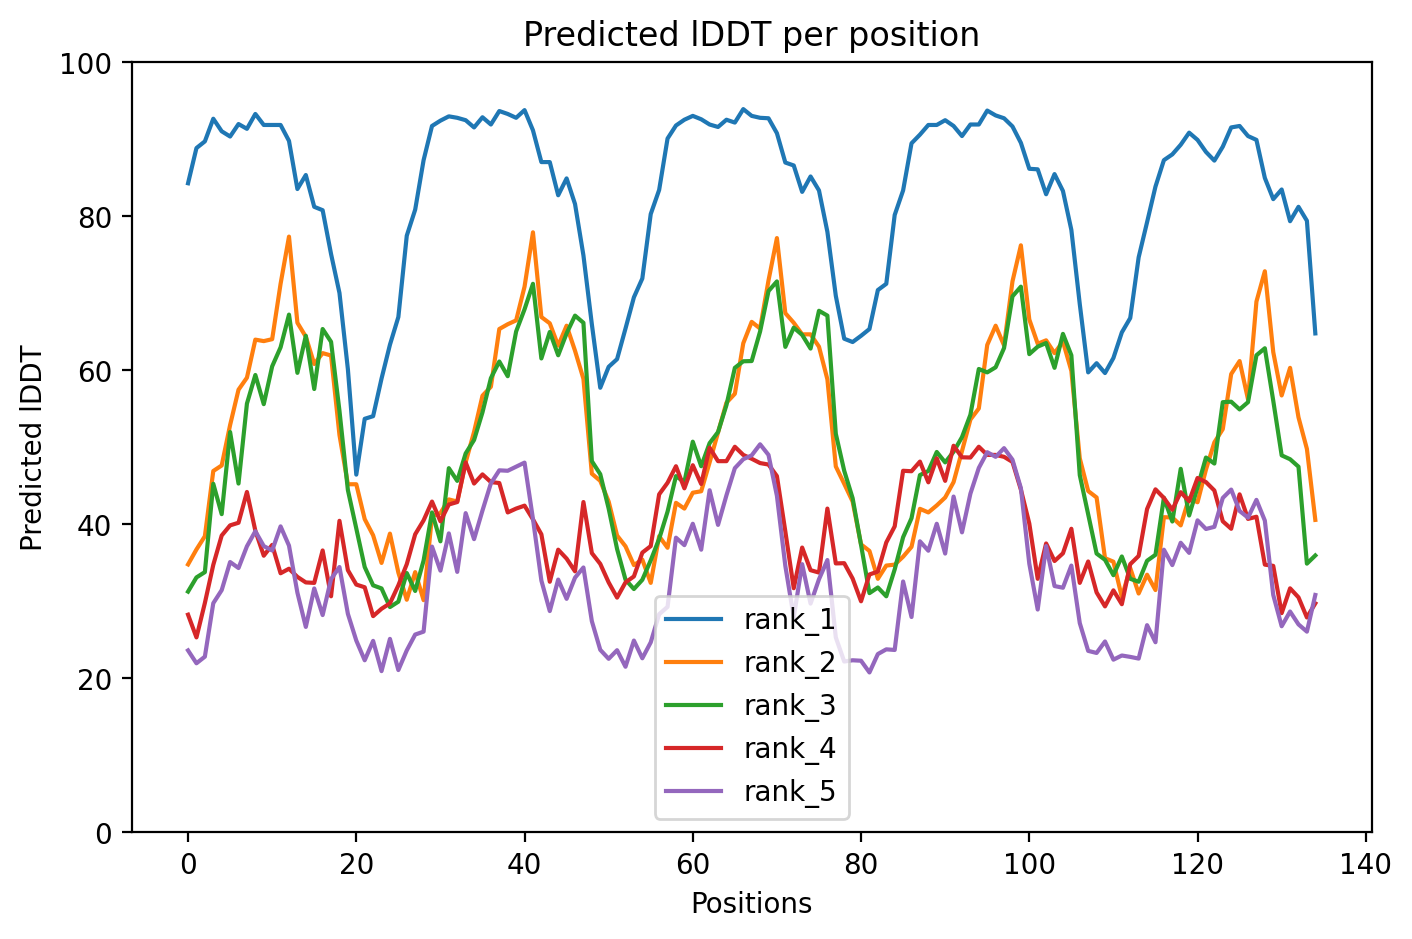 Predicted lDDT per position
100
80
60
40
20
0
Predicted lDDT
0 20 40 60 80 100 120 140
Positions
rank_1
rank_2
rank_3
rank_4
rank_5